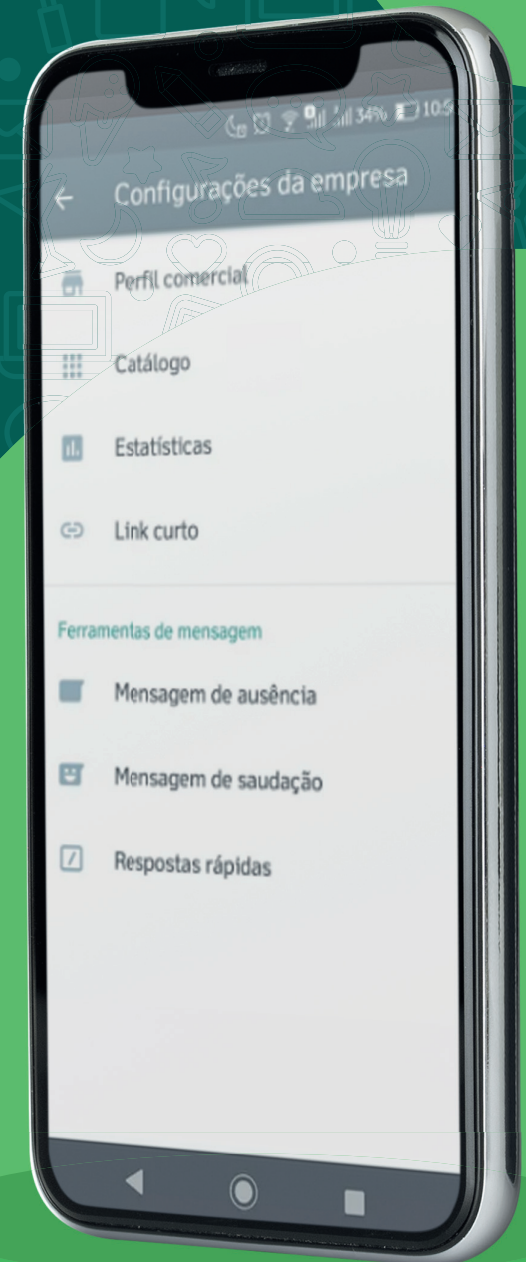 34%
Configurações da empresa
Perfil comercial
Catálogo
Estatísticas
Link curto
Ferramentas de mensagem
Mensagem de ausência
Mensagem de saudação
Respostas rápidas